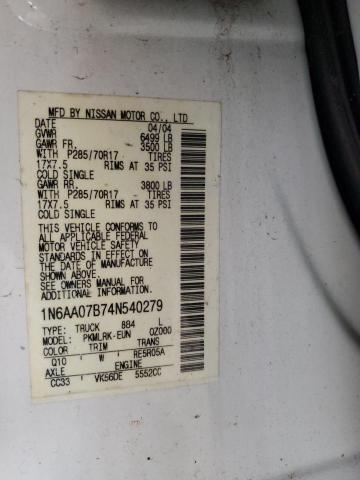 MFD BY NISSAN MOTOR CO., LTD
DATE 04/04
GVWR 6499 LB
GAWR FR. 3500 LB
WITH P285/70R17 TIRES
17X7.5 RIMS AT 35 PSI
COLD SINGLE
GAWR RR. 3800 LB
WITH P285/70R17 TIRES
17X7.5 RIMS AT 35 PSI
COLD SINGLE
THIS VEHICLE CONFORMS TO
ALL APPLICABLE FEDERAL
MOTOR VEHICLE SAFETY
STANDARDS IN EFFECT ON
THE DATE OF MANUFACTURE
SHOWN ABOVE.
SEE OWNERS MANUAL FOR
ADDITIONAL INFORMATION.
1N6AA07B74N540279
TYPE: TRUCK 884 L
MODEL: PKMLRK-EUN QZ000
COLOR TRIM TRANS
Q10 W RE5R05A
AXLE ENGINE
CC33 VK56DE 5552CC